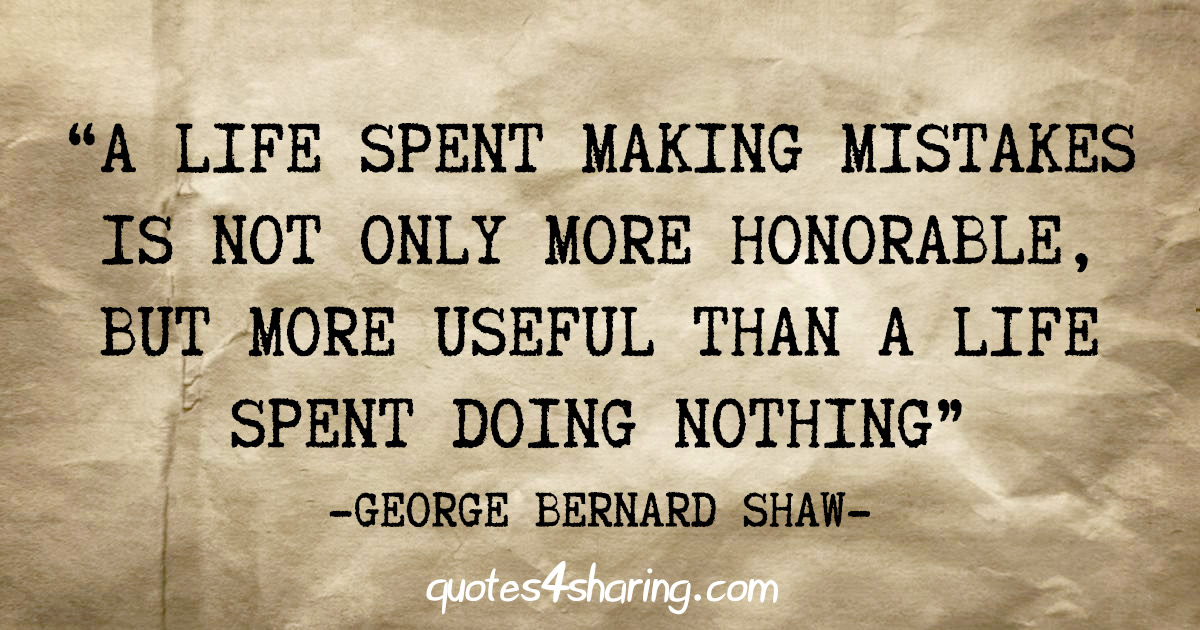 “A LIFE SPENT MAKING MISTAKES
IS NOT ONLY MORE HONORABLE,
BUT MORE USEFUL THAN A LIFE
SPENT DOING NOTHING”
-GEORGE BERNARD SHAW-
quotes4sharing.com